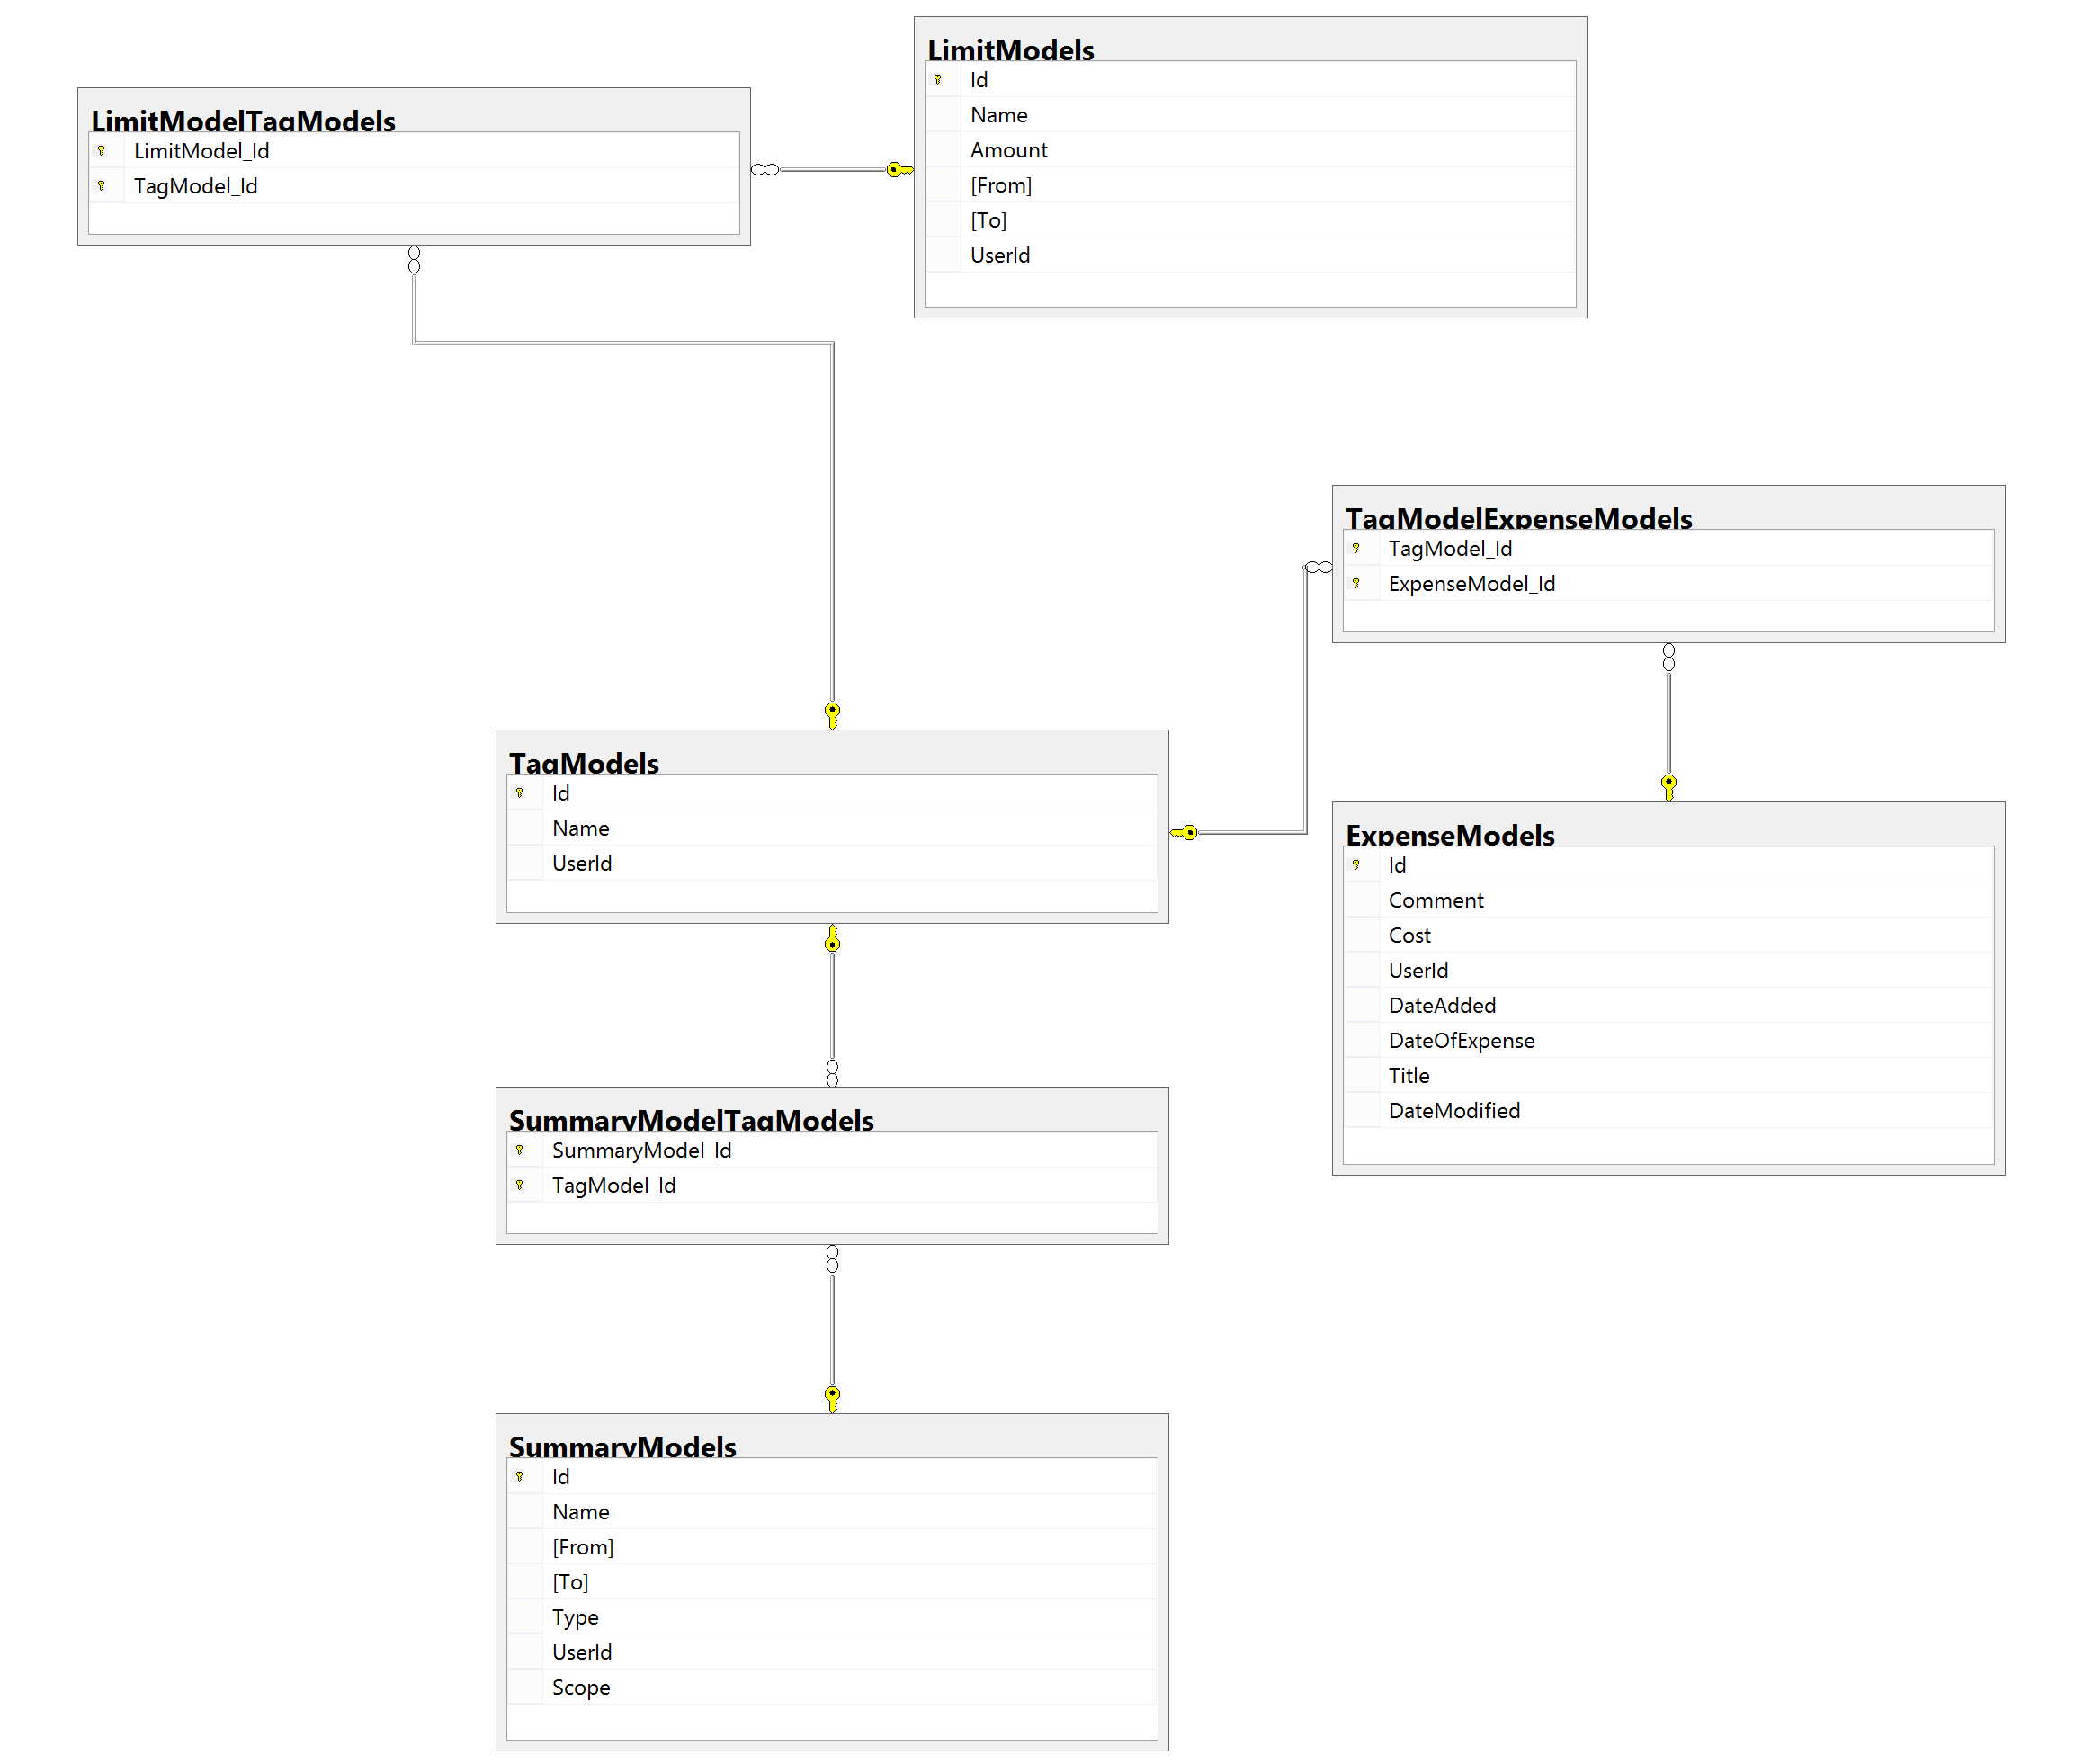 LimitModels
Id
Name
Amount
[From]
[To]
UserId
LimitModelTagModels
LimitModel_Id
TagModel_Id
TagModelExpenseModels
TagModel_Id
ExpenseModel_Id
TagModels
Id
Name
UserId
ExpenseModels
Id
Comment
Cost
UserId
DateAdded
DateOfExpense
Title
DateModified
SummaryModelTagModels
SummaryModel_Id
TagModel_Id
SummaryModels
Id
Name
[From]
[To]
Type
UserId
Scope